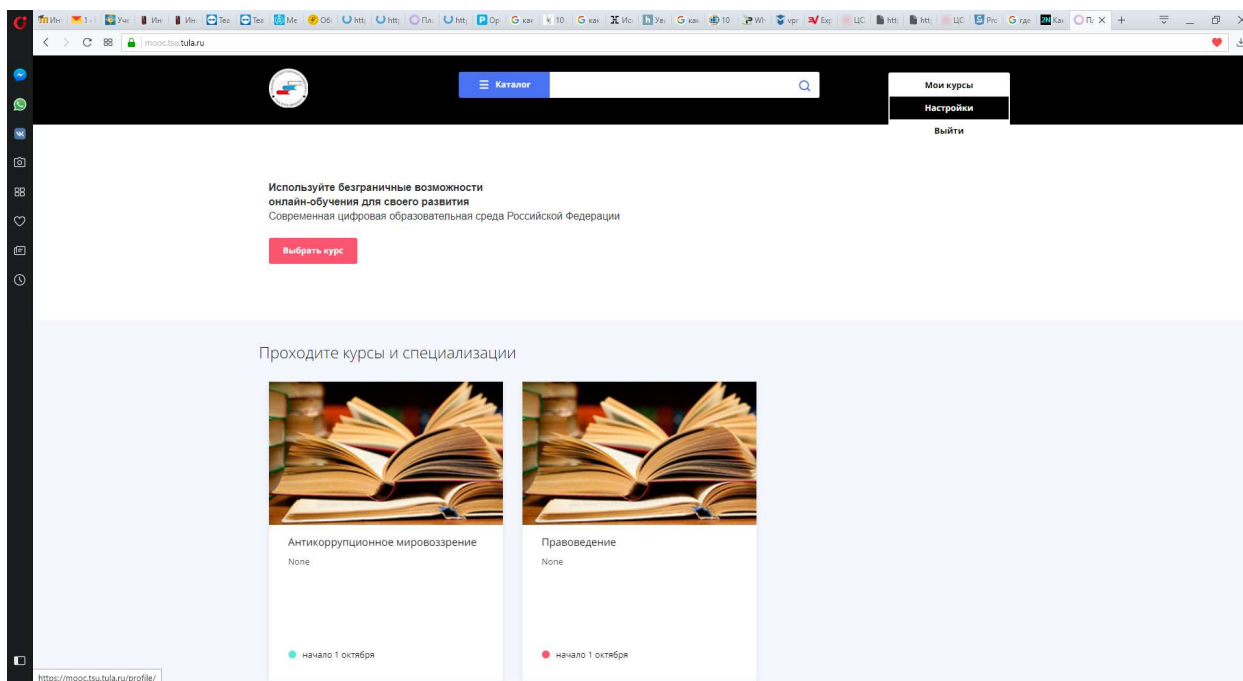 mooc.tsu.tula.ru
Каталог
Мои курсы
Настройки
Выйти
Используйте безграничные возможности
онлайн-обучения для своего развития
Современная цифровая образовательная среда Российской Федерации
Выбрать курс
Проходите курсы и специализации
Антикоррупционное мировоззрение
None
начало 1 октября
Правоведение
None
начало 1 октября
https://mooc.tsu.tula.ru/profile/